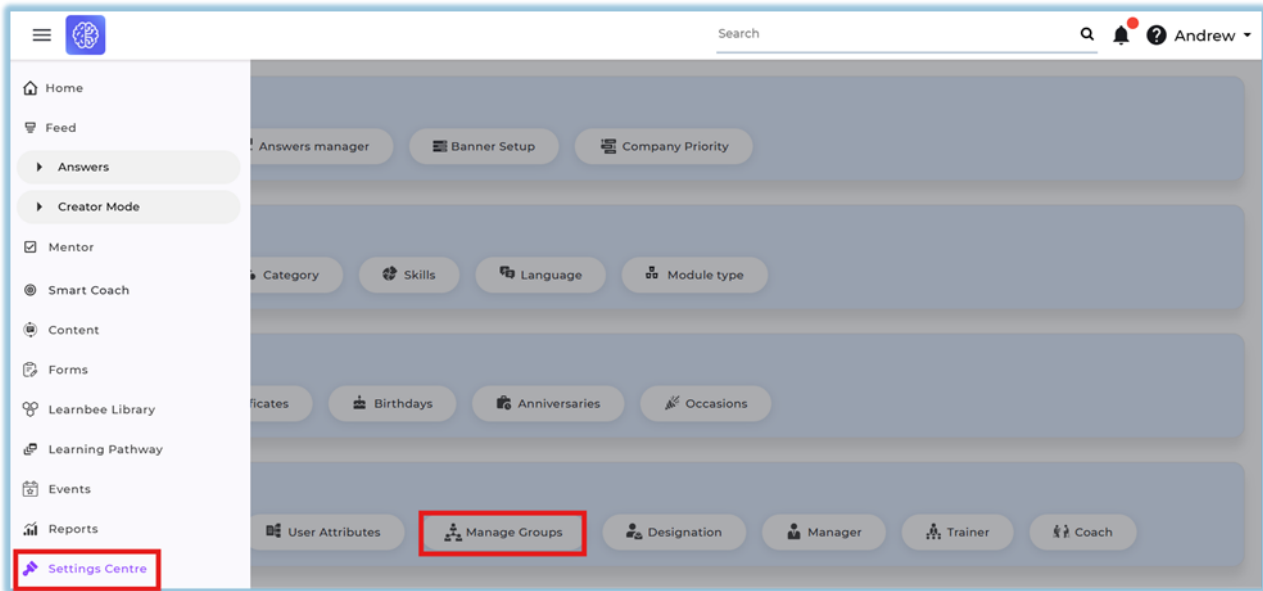 Search
Andrew
Home
Feed
Answers
Creator Mode
Mentor
Smart Coach
Content
Forms
Learnbee Library
Learning Pathway
Events
Reports
Settings Centre
Answers manager Banner Setup Company Priority
Category Skills Language Module type
ficates Birthdays Anniversaries Occasions
User Attributes Manage Groups Designation Manager Trainer Coach